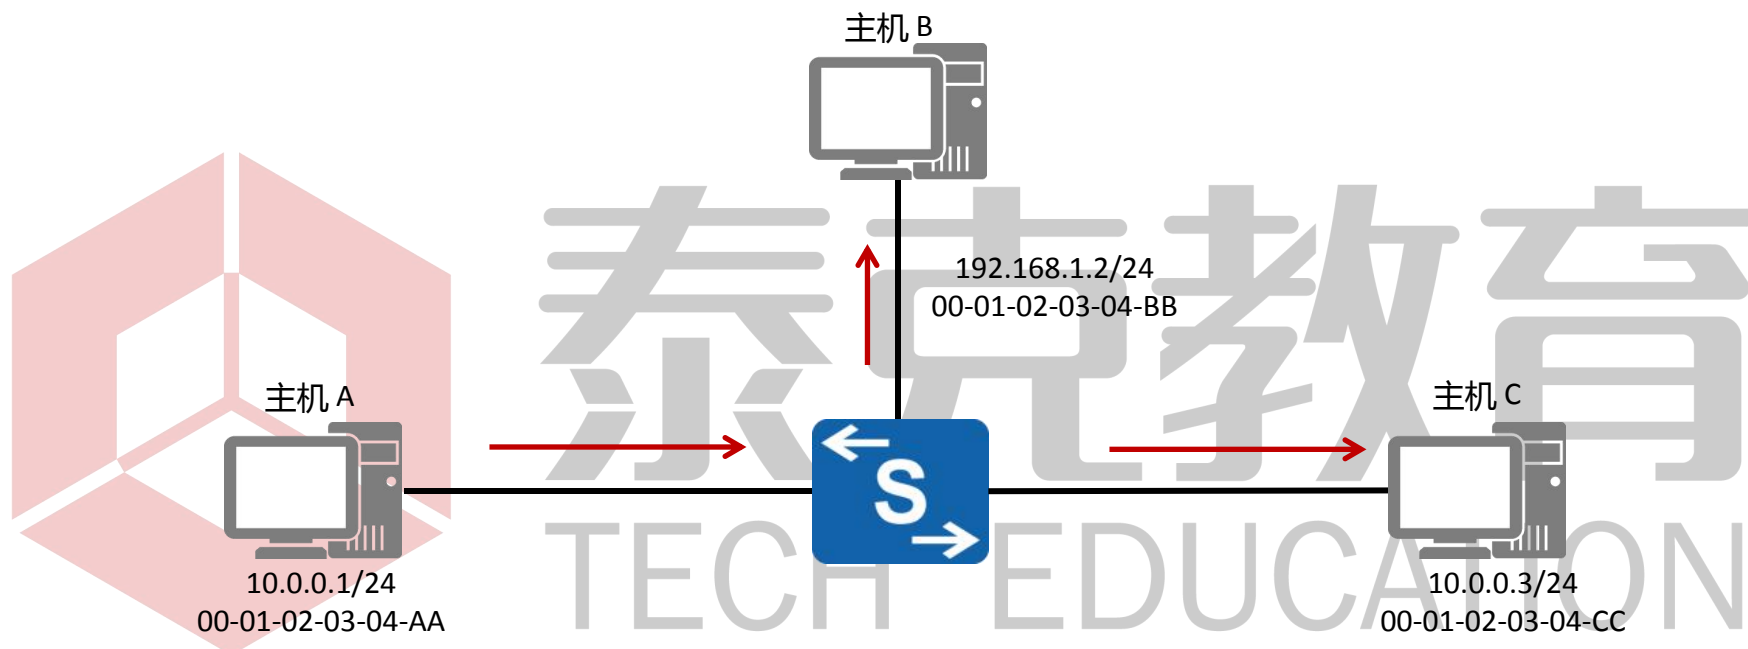 主机 B
192.168.1.2/24
00-01-02-03-04-BB
主机 A
主机 C
S
10.0.0.1/24
00-01-02-03-04-AA
10.0.0.3/24
00-01-02-03-04-CC
泰克教育
TECH EDUCATION